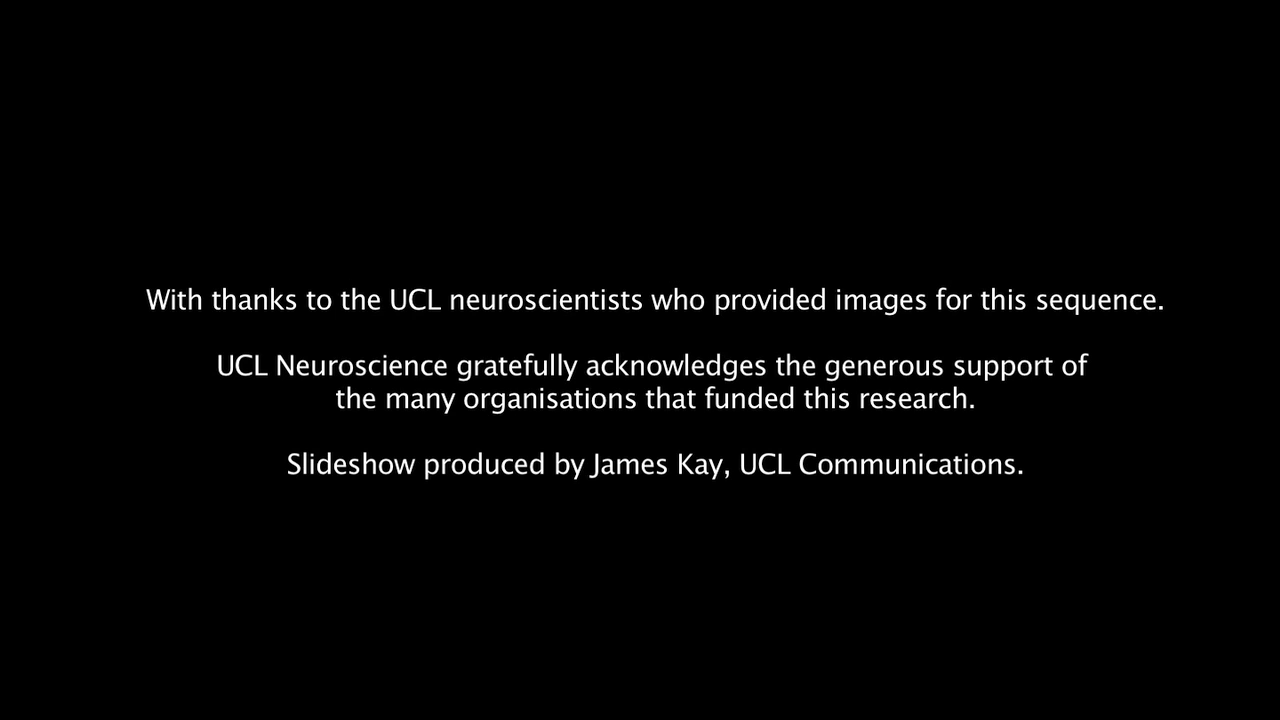 With thanks to the UCL neuroscientists who provided images for this sequence.
UCL Neuroscience gratefully acknowledges the generous support of
the many organisations that funded this research.
Slideshow produced by James Kay, UCL Communications.